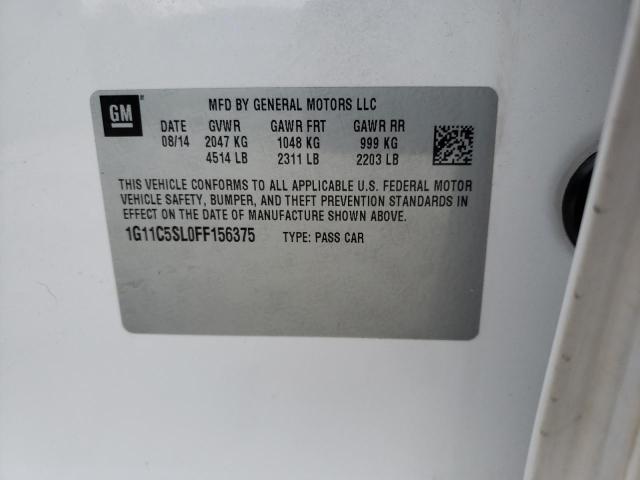 GM
MFD BY GENERAL MOTORS LLC
DATE GVWR GAWR FRT GAWR RR
08/14 2047 KG 1048 KG 999 KG
4514 LB 2311 LB 2203 LB
THIS VEHICLE CONFORMS TO ALL APPLICABLE U.S. FEDERAL MOTOR
VEHICLE SAFETY, BUMPER, AND THEFT PREVENTION STANDARDS IN
EFFECT ON THE DATE OF MANUFACTURE SHOWN ABOVE.
1G11C5SL0FF156375 TYPE: PASS CAR